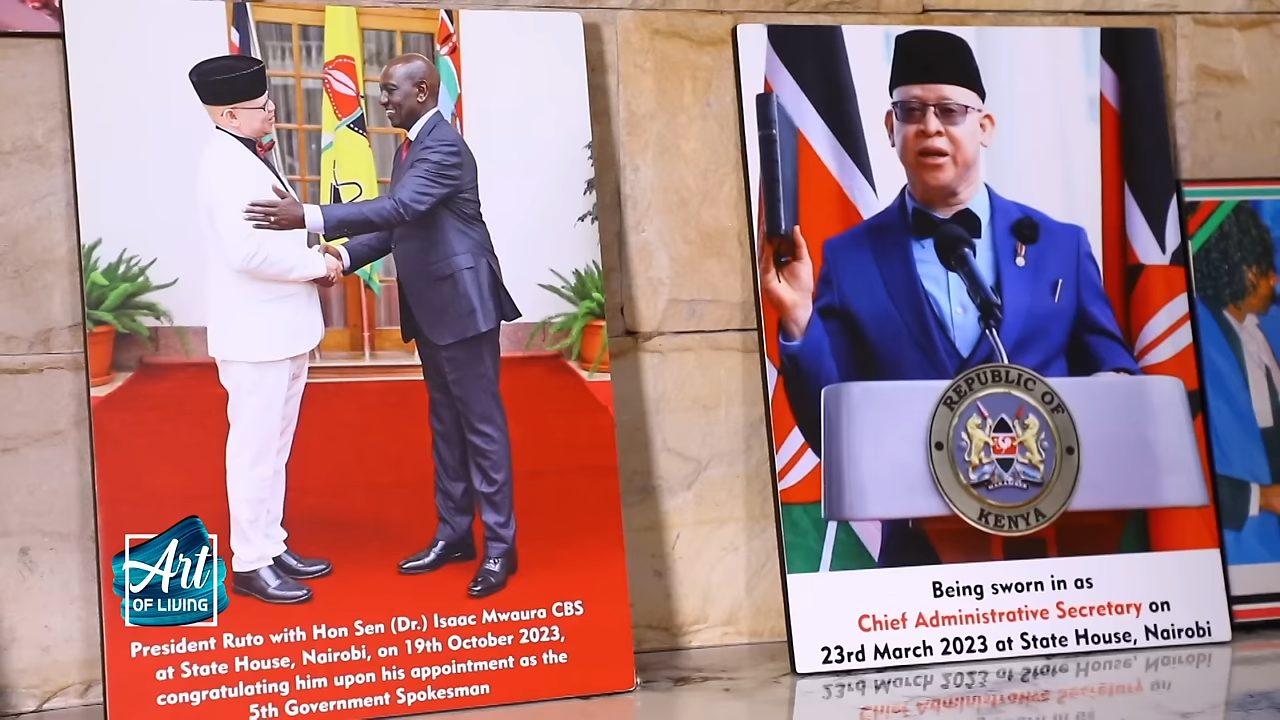 President Ruto with Hon Sen (Dr.) Isaac Mwaura CBS
at State House, Nairobi, on 19th October 2023,
congratulating him upon his appointment as the
5th Government Spokesman
Art
OF LIVING
REPUBLIC OF
HARAMBEE
KENYA
Being sworn in as
Chief Administrative Secretary on
23rd March 2023 at State House, Nairobi